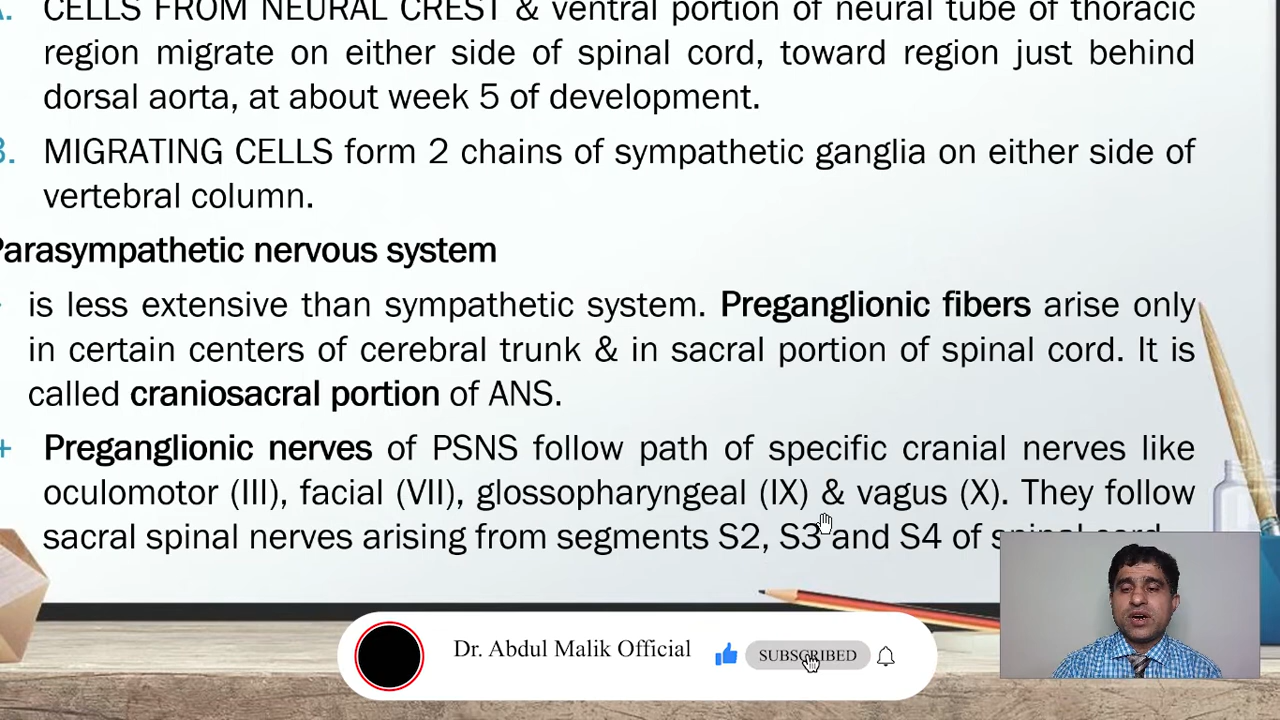 CELLS FROM NEURAL CREST & ventral portion of neural tube of thoracic
region migrate on either side of spinal cord, toward region just behind
dorsal aorta, at about week 5 of development.
B. MIGRATING CELLS form 2 chains of sympathetic ganglia on either side of
vertebral column.
Parasympathetic nervous system
is less extensive than sympathetic system. Preganglionic fibers arise only
in certain centers of cerebral trunk & in sacral portion of spinal cord. It is
called craniosacral portion of ANS.
+ Preganglionic nerves of PSNS follow path of specific cranial nerves like
oculomotor (III), facial (VII), glossopharyngeal (IX) & vagus (X). They follow
sacral spinal nerves arising from segments S2, S3 and S4 of spinal cord
Dr. Abdul Malik Official
SUBSCRIBED